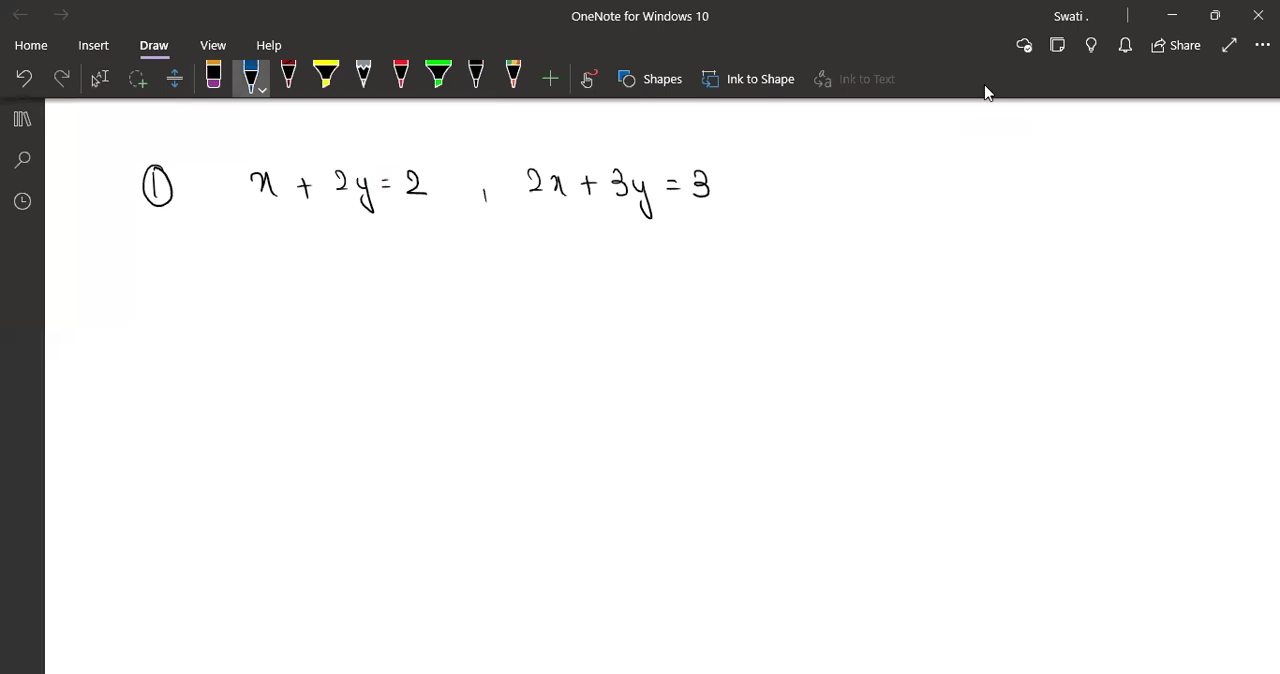 OneNote for Windows 10
Swati .
Home Insert Draw View Help
Share
Shapes Ink to Shape Ink to Text
① x + 2y = 2 , 2x + 3y = 3